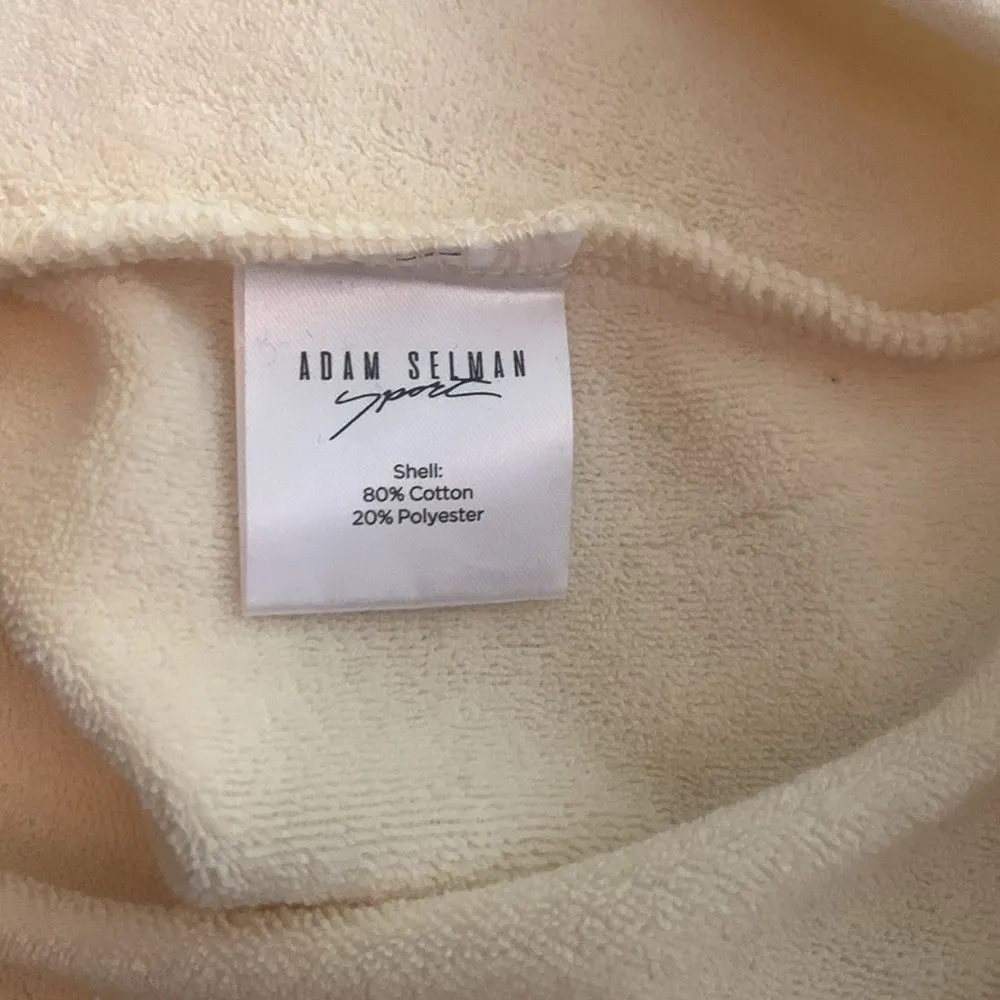 ADAM SELMAN
Sport
Shell:
80% Cotton
20% Polyester